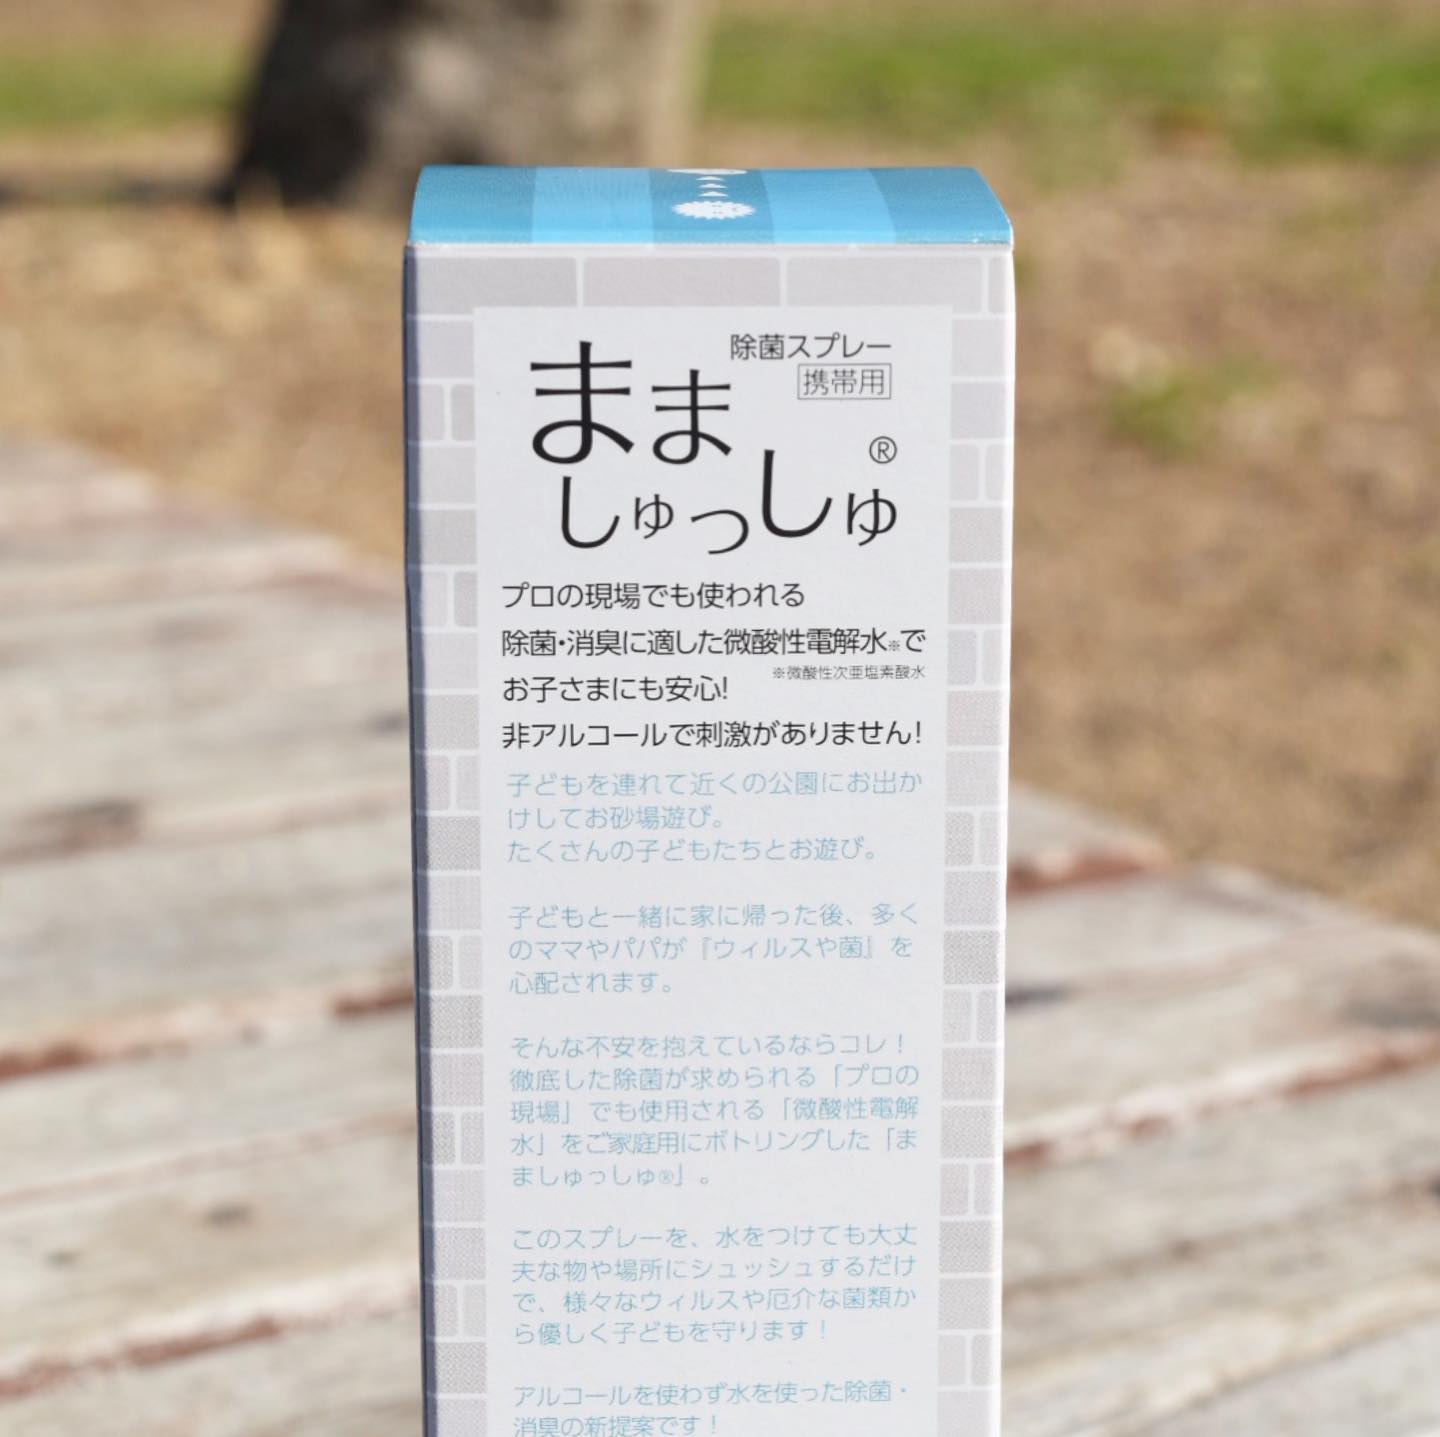 除菌スプレー
携帯用
まましゅっしゅ®
プロの現場でも使われる
除菌・消臭に適した微酸性電解水※で
※微酸性次亜塩素酸水
お子さまにも安心!
非アルコールで刺激がありません!
子どもを連れて近くの公園にお出か
けしてお砂場遊び。
たくさんの子どもたちとお遊び。
子どもと一緒に家に帰った後、多く
のママやパパが『ウィルスや菌』を
心配されます。
そんな不安を抱えているならコレ！
徹底した除菌が求められる「プロの
現場」でも使用される「微酸性電解
水」をご家庭用にボトリングした「ま
ましゅっしゅ®」。
このスプレーを、水をつけても大丈
夫な物や場所にシュッシュするだけ
で、様々なウィルスや厄介な菌類か
ら優しく子どもを守ります！
アルコールを使わず水を使った除菌・
消臭の新提案です！